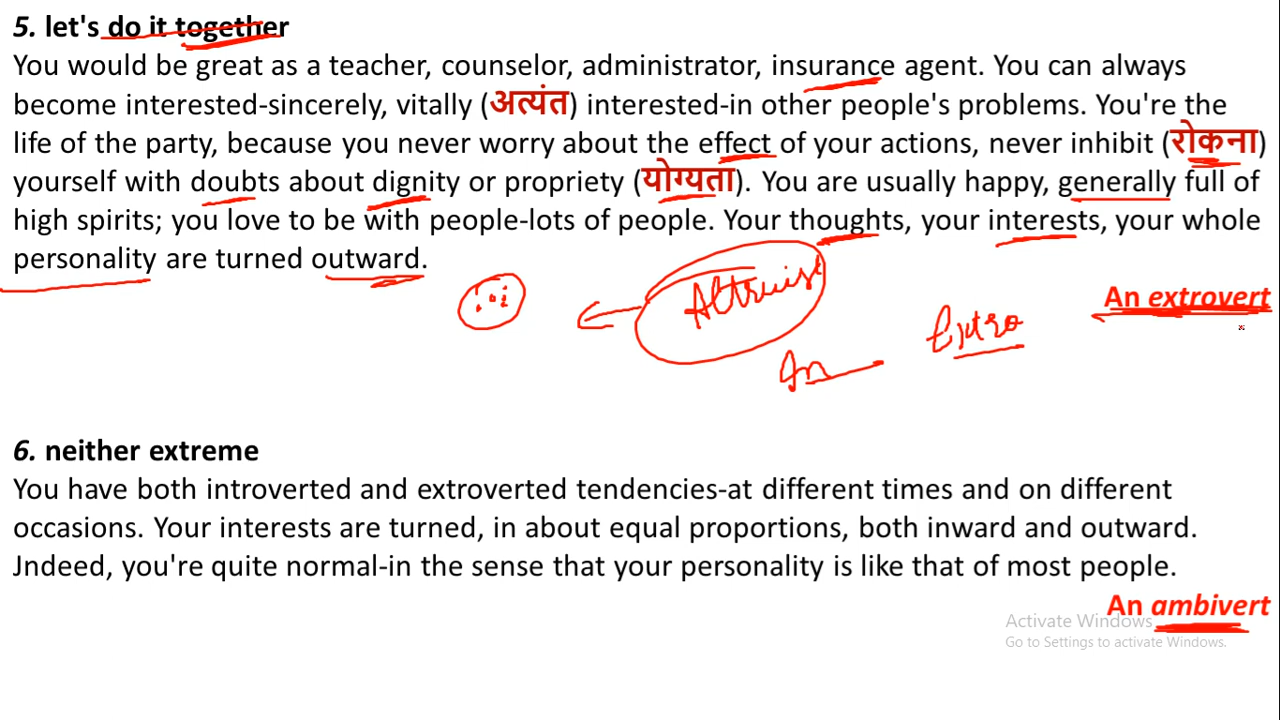 5. let's do it together
You would be great as a teacher, counselor, administrator, insurance agent. You can always
become interested-sincerely, vitally (अत्यंत) interested-in other people's problems. You're the
life of the party, because you never worry about the effect of your actions, never inhibit (रोकना)
yourself with doubts about dignity or propriety (योग्यता). You are usually happy, generally full of
high spirits; you love to be with people-lots of people. Your thoughts, your interests, your whole
personality are turned outward.
Altruist
An extrovert
Extro
In
6. neither extreme
You have both introverted and extroverted tendencies-at different times and on different
occasions. Your interests are turned, in about equal proportions, both inward and outward.
Jndeed, you're quite normal-in the sense that your personality is like that of most people.
An ambivert
Activate Windows
Go to Settings to activate Windows.